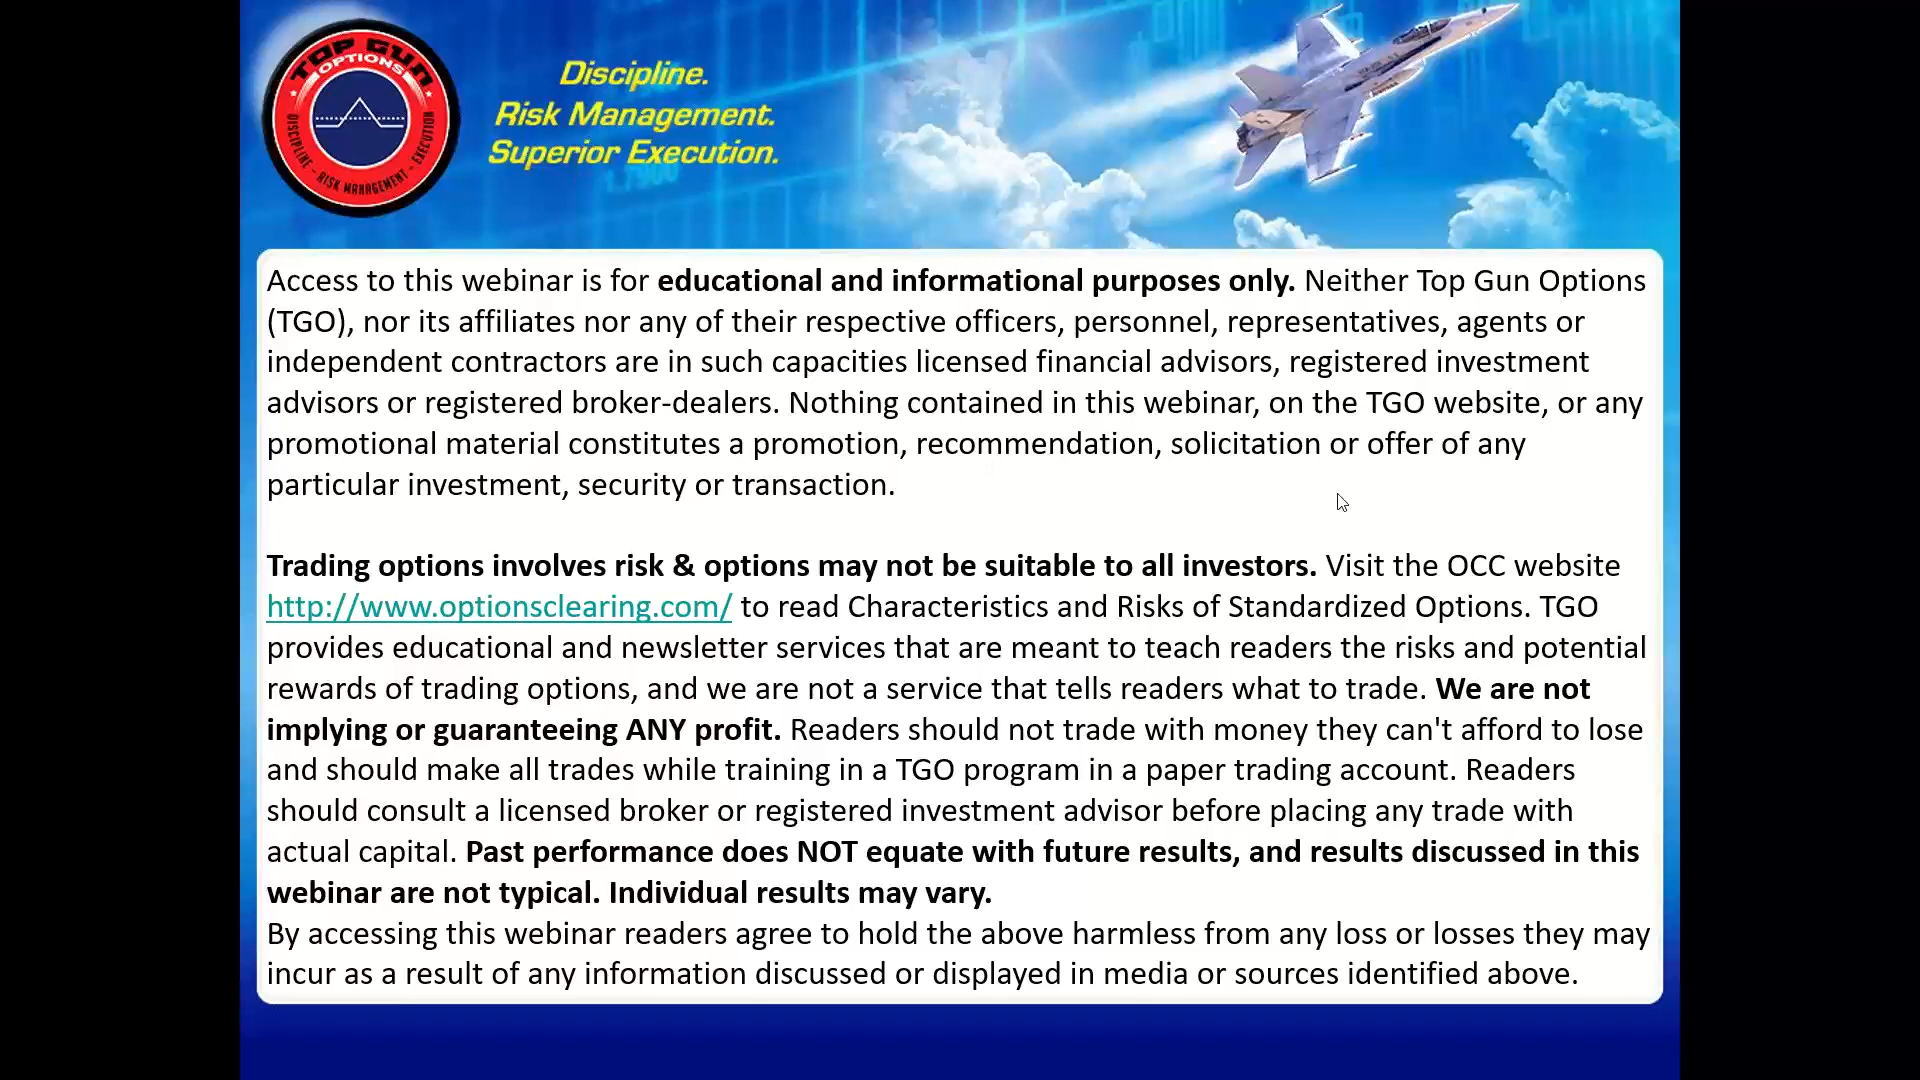 TOP GUN
OPTIONS
DISCIPLINE - RISK MANAGEMENT - EXECUTION
Discipline.
Risk Management.
Superior Execution.
Access to this webinar is for educational and informational purposes only. Neither Top Gun Options
(TGO), nor its affiliates nor any of their respective officers, personnel, representatives, agents or
independent contractors are in such capacities licensed financial advisors, registered investment
advisors or registered broker-dealers. Nothing contained in this webinar, on the TGO website, or any
promotional material constitutes a promotion, recommendation, solicitation or offer of any
particular investment, security or transaction.
Trading options involves risk & options may not be suitable to all investors. Visit the OCC website
http://www.optionsclearing.com/ to read Characteristics and Risks of Standardized Options. TGO
provides educational and newsletter services that are meant to teach readers the risks and potential
rewards of trading options, and we are not a service that tells readers what to trade. We are not
implying or guaranteeing ANY profit. Readers should not trade with money they can't afford to lose
and should make all trades while training in a TGO program in a paper trading account. Readers
should consult a licensed broker or registered investment advisor before placing any trade with
actual capital. Past performance does NOT equate with future results, and results discussed in this
webinar are not typical. Individual results may vary.
By accessing this webinar readers agree to hold the above harmless from any loss or losses they may
incur as a result of any information discussed or displayed in media or sources identified above.